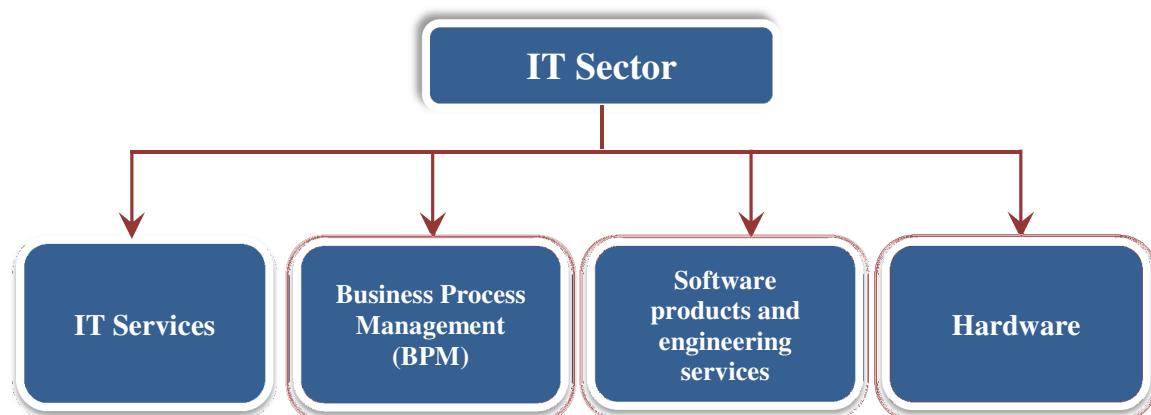 IT Sector
IT Services
Business Process
Management
(BPM)
Software
products and
engineering
services
Hardware